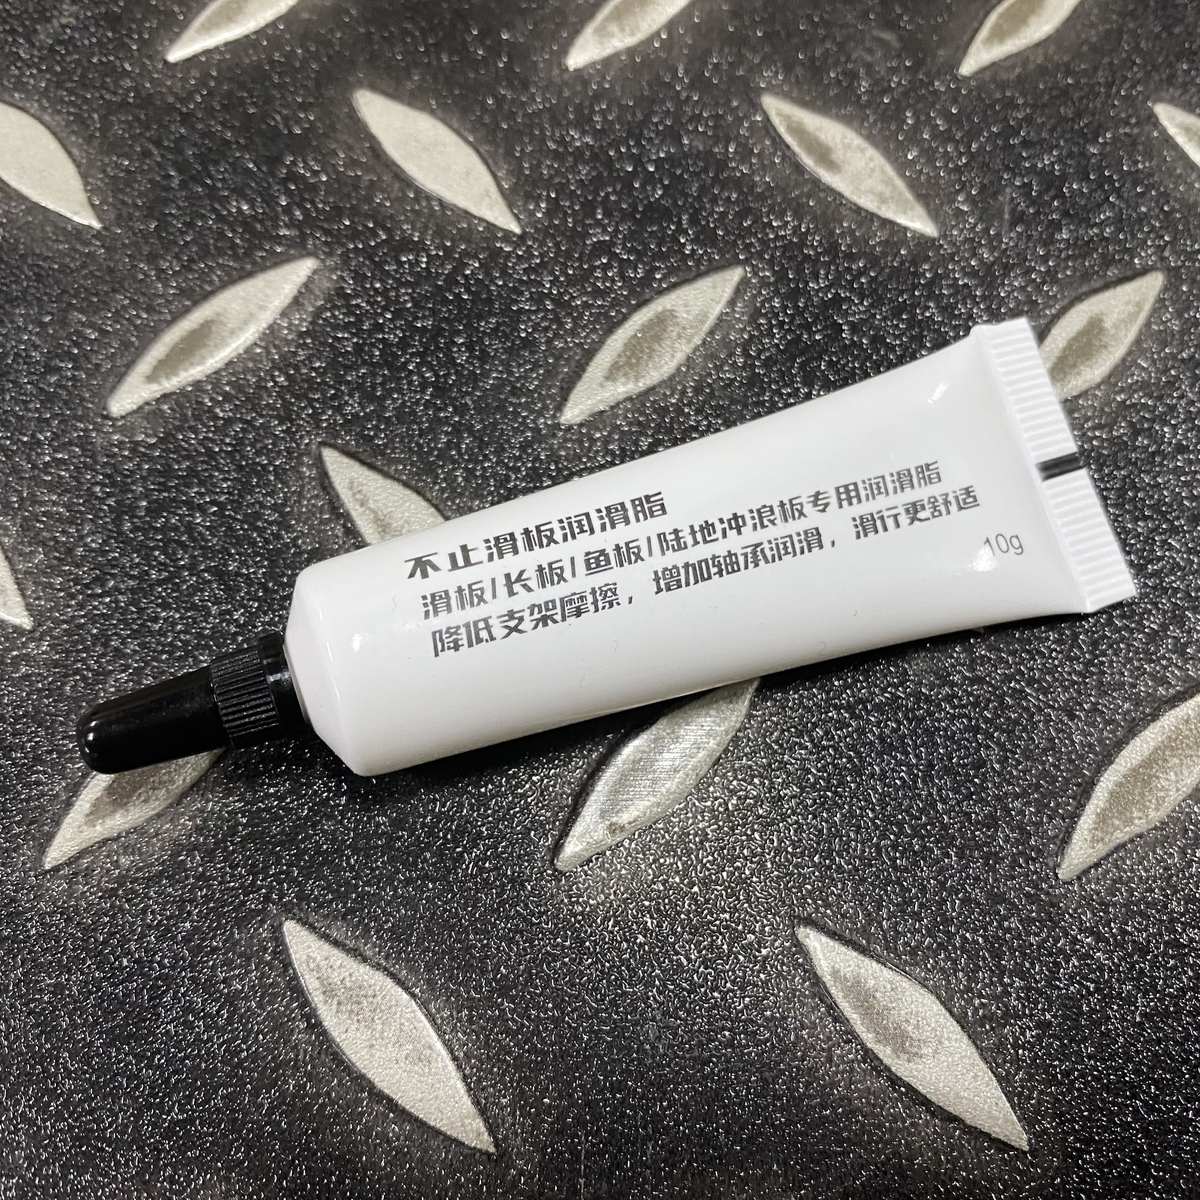 不止滑板润滑脂
滑板/长板/鱼板/陆地冲浪板专用润滑脂
降低支架摩擦，增加轴承润滑，滑行更舒适
10g